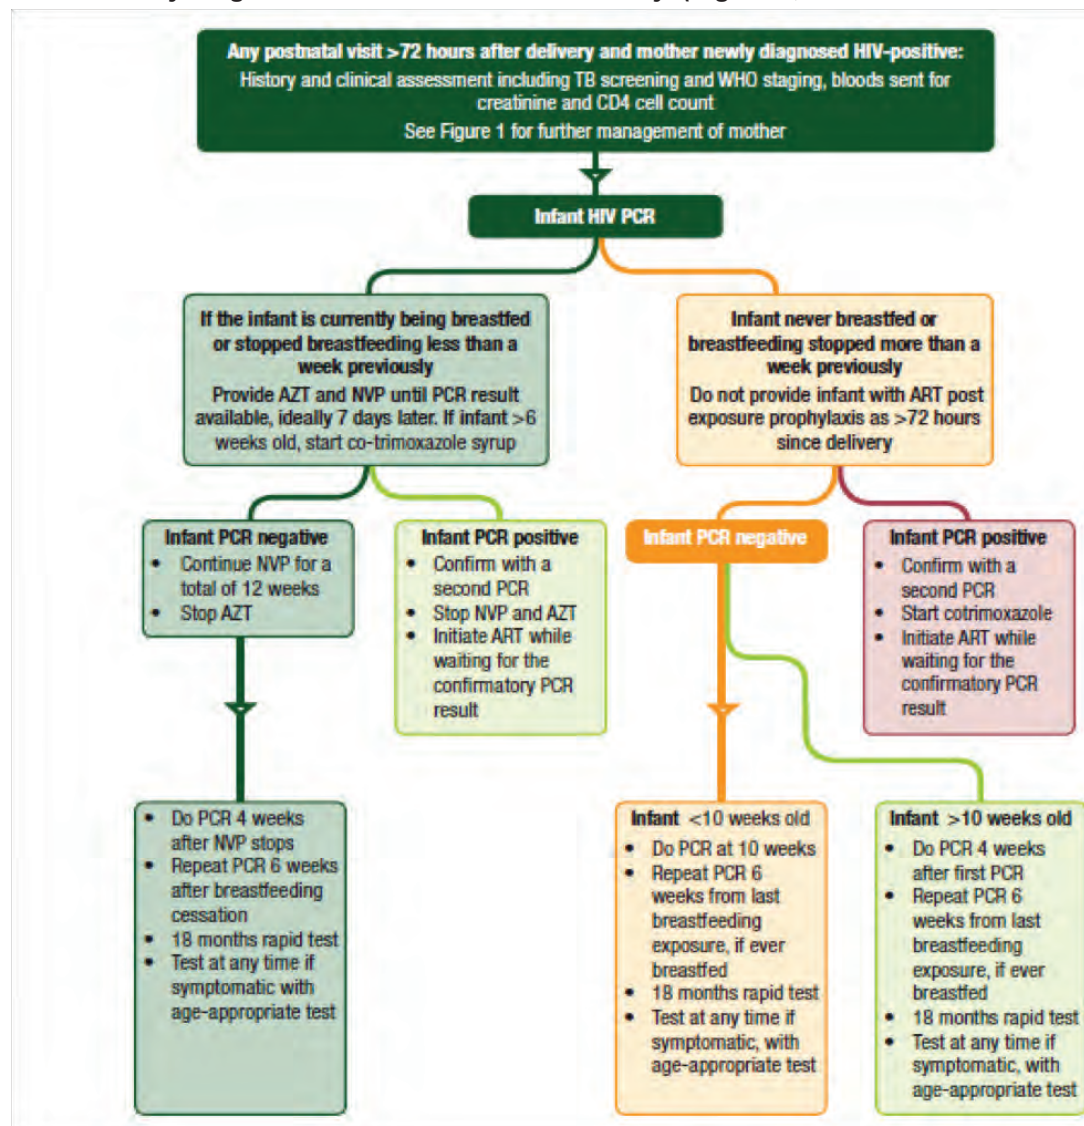 Any postnatal visit >72 hours after delivery and mother newly diagnosed HIV-positive:
History and clinical assessment including TB screening and WHO staging, bloods sent for
creatinine and CD4 cell count
See Figure 1 for further management of mother
Infant HIV PCR
If the infant is currently being breastfed
or stopped breastfeeding less than a
week previously
Provide AZT and NVP until PCR result
available, ideally 7 days later. If infant >6
weeks old, start co-trimoxazole syrup
Infant never breastfed or
breastfeeding stopped more than a
week previously
Do not provide infant with ART post
exposure prophylaxis as >72 hours
since delivery
Infant PCR negative
• Continue NVP for a
total of 12 weeks
• Stop AZT
Infant PCR positive
• Confirm with a
second PCR
• Stop NVP and AZT
• Initiate ART while
waiting for the
confirmatory PCR
result
Infant PCR negative
Infant PCR positive
• Confirm with a
second PCR
• Start cotrimoxazole
• Initiate ART while
waiting for the
confirmatory PCR
result
• Do PCR 4 weeks
after NVP stops
• Repeat PCR 6 weeks
after breastfeeding
cessation
• 18 months rapid test
• Test at any time if
symptomatic with
age-appropriate test
Infant <10 weeks old
• Do PCR at 10 weeks
• Repeat PCR 6
weeks from last
breastfeeding
exposure, if ever
breastfed
• 18 months rapid test
• Test at any time if
symptomatic, with
age-appropriate test
Infant >10 weeks old
• Do PCR 4 weeks
after first PCR
• Repeat PCR 6
weeks from last
breastfeeding
exposure, if ever
breastfed
• 18 months rapid test
• Test at any time if
symptomatic, with
age-appropriate test